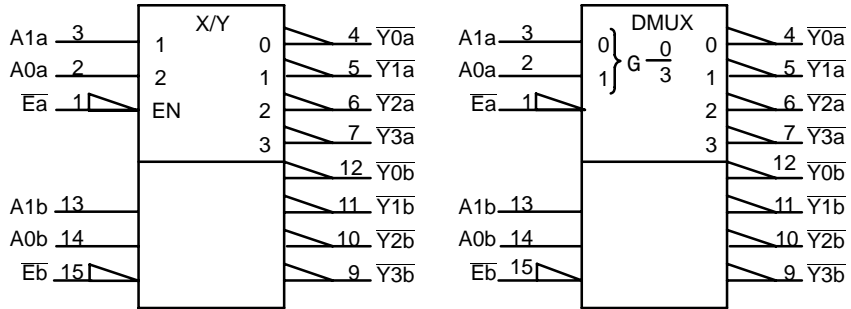 X/Y
A1a 3 1 0 4 Y0a
A0a 2 2 1 5 Y1a
Ea 1 EN 2 6 Y2a
3 7 Y3a
12 Y0b
A1b 13 11 Y1b
A0b 14 10 Y2b
Eb 15 9 Y3b
DMUX
A1a 3 0 } G 0/3 0 4 Y0a
A0a 2 1 1 5 Y1a
Ea 1 2 6 Y2a
3 7 Y3a
12 Y0b
A1b 13 11 Y1b
A0b 14 10 Y2b
Eb 15 9 Y3b